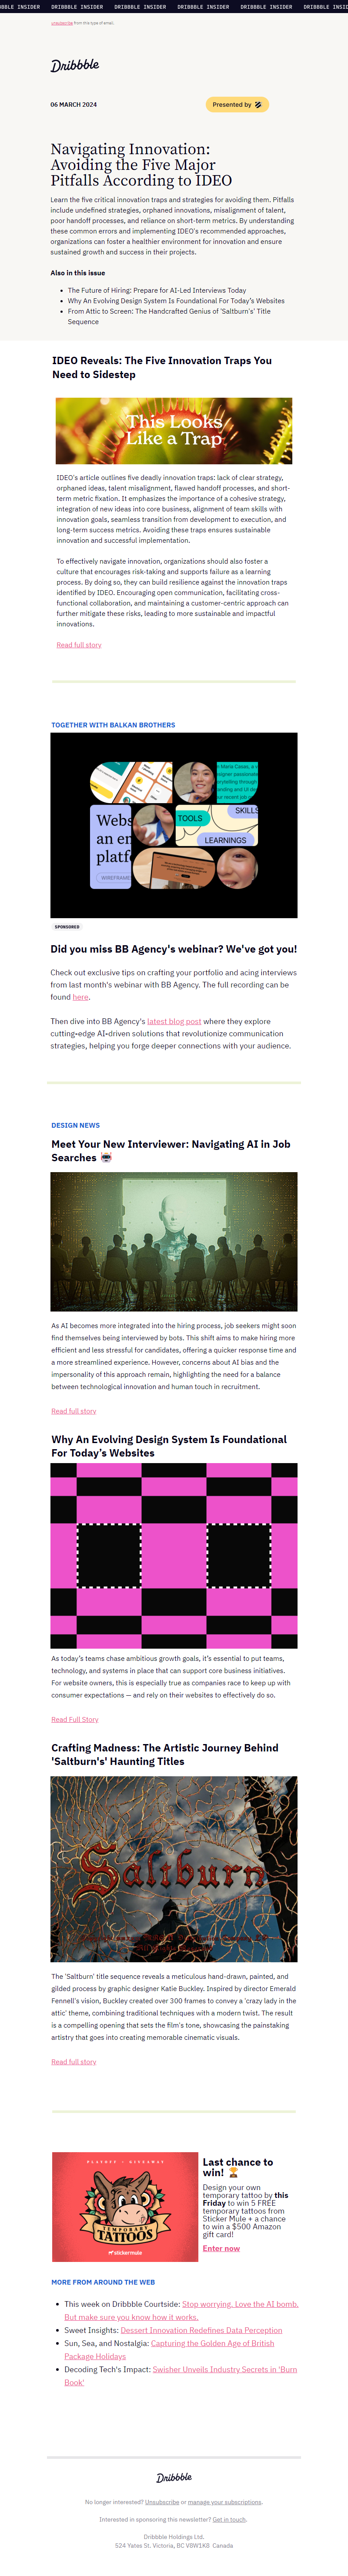 BBLE INSIDER DRIBBBLE INSIDER DRIBBBLE INSIDER DRIBBBLE INSIDER DRIBBBLE INSIDER DRIBBBLE INSID
unsubscribe from this type of email.
Dribbble
06 MARCH 2024
Presented by
Navigating Innovation:
Avoiding the Five Major
Pitfalls According to IDEO
Learn the five critical innovation traps and strategies for avoiding them. Pitfalls
include undefined strategies, orphaned innovations, misalignment of talent,
poor handoff processes, and reliance on short-term metrics. By understanding
these common errors and implementing IDEO's recommended approaches,
organizations can foster a healthier environment for innovation and ensure
sustained growth and success in their projects.
Also in this issue
• The Future of Hiring: Prepare for AI-Led Interviews Today
• Why An Evolving Design System Is Foundational For Today's Websites
• From Attic to Screen: The Handcrafted Genius of 'Saltburn's' Title
Sequence
IDEO Reveals: The Five Innovation Traps You
Need to Sidestep
This Looks
Like a Trap
IDEO's article outlines five deadly innovation traps: lack of clear strategy,
orphaned ideas, talent misalignment, flawed handoff processes, and short-
term metric fixation. It emphasizes the importance of a cohesive strategy,
integration of new ideas into core business, alignment of team skills with
innovation goals, seamless transition from development to execution, and
long-term success metrics. Avoiding these traps ensures sustainable
innovation and successful implementation.
To effectively navigate innovation, organizations should also foster a
culture that encourages risk-taking and supports failure as a learning
process. By doing so, they can build resilience against the innovation traps
identified by IDEO. Encouraging open communication, facilitating cross-
functional collaboration, and maintaining a customer-centric approach can
further mitigate these risks, leading to more sustainable and impactful
innovations.
Read full story
TOGETHER WITH BALKAN BROTHERS
TOOLS
SKILLS
LEARNINGS
Webs
an en
platf
WIREFRAME
SPONSORED
Did you miss BB Agency's webinar? We've got you!
Check out exclusive tips on crafting your portfolio and acing interviews
from last month's webinar with BB Agency. The full recording can be
found here.
Then dive into BB Agency's latest blog post where they explore
cutting-edge AI-driven solutions that revolutionize communication
strategies, helping you forge deeper connections with your audience.
DESIGN NEWS
Meet Your New Interviewer: Navigating AI in Job
Searches 🤖
As AI becomes more integrated into the hiring process, job seekers might soon
find themselves being interviewed by bots. This shift aims to make hiring more
efficient and less stressful for candidates, offering a quicker response time and
a more streamlined experience. However, concerns about AI bias and the
impersonality of this approach remain, highlighting the need for a balance
between technological innovation and human touch in recruitment.
Read full story
Why An Evolving Design System Is Foundational
For Today's Websites
As today's teams chase ambitious growth goals, it's essential to put teams,
technology, and systems in place that can support core business initiatives.
For website owners, this is especially true as companies race to keep up with
consumer expectations — and rely on their websites to effectively do so.
Read Full Story
Crafting Madness: The Artistic Journey Behind
'Saltburn's' Haunting Titles
Saltburn
The 'Saltburn' title sequence reveals a meticulous hand-drawn, painted, and
gilded process by graphic designer Katie Buckley. Inspired by director Emerald
Fennell's vision, Buckley created over 300 frames to convey a 'crazy lady in the
attic' theme, combining traditional techniques with a modern twist. The result
is a compelling opening that sets the film's tone, showcasing the painstaking
artistry that goes into creating memorable cinematic visuals.
Read full story
PLAYOFF + GIVEAWAY
TEMPORARY
TATTOOS
stickermule
Last chance to
win! 🏆
Design your own
temporary tattoo by this
Friday to win 5 FREE
temporary tattoos from
Sticker Mule + a chance
to win a $500 Amazon
gift card!
Enter now
MORE FROM AROUND THE WEB
• This week on Dribbble Courtside: Stop worrying. Love the AI bomb.
But make sure you know how it works.
• Sweet Insights: Dessert Innovation Redefines Data Perception
• Sun, Sea, and Nostalgia: Capturing the Golden Age of British
Package Holidays
• Decoding Tech's Impact: Swisher Unveils Industry Secrets in 'Burn
Book'
Dribbble
No longer interested? Unsubscribe or manage your subscriptions.
Interested in sponsoring this newsletter? Get in touch.
Dribbble Holdings Ltd.
524 Yates St. Victoria, BC V8W1K8 Canada